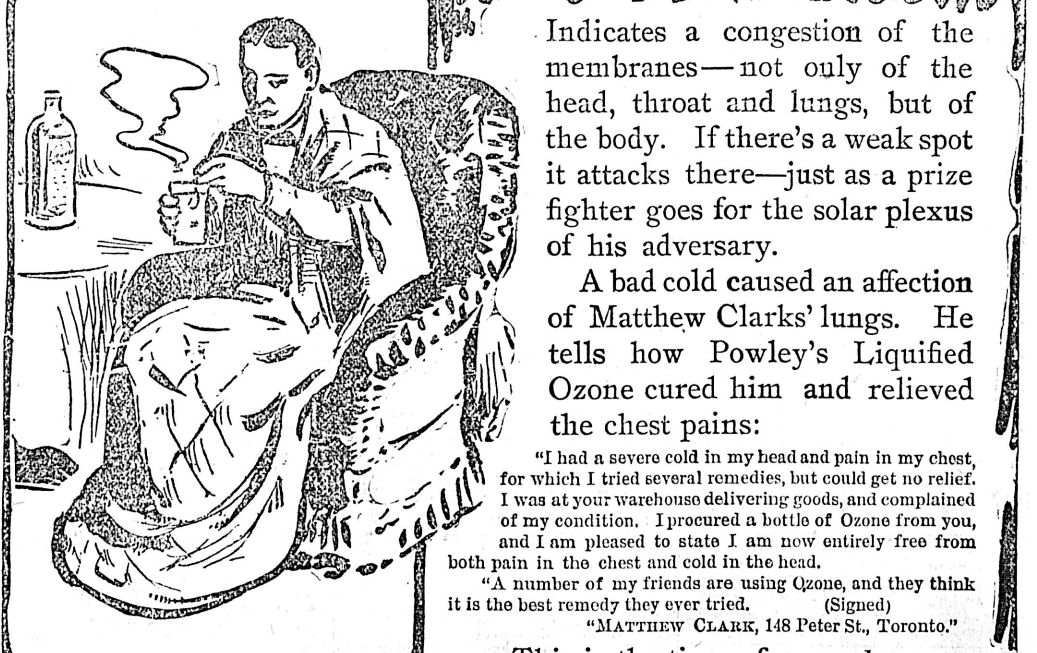 Indicates a congestion of the
membranes—not only of the
head, throat and lungs, but of
the body. If there's a weak spot
it attacks there—just as a prize
fighter goes for the solar plexus
of his adversary.
A bad cold caused an affection
of Matthew Clarks' lungs. He
tells how Powley's Liquified
Ozone cured him and relieved
the chest pains:
"I had a severe cold in my head and pain in my chest,
for which I tried several remedies, but could get no relief.
I was at your warehouse delivering goods, and complained
of my condition. I procured a bottle of Ozone from you,
and I am pleased to state I am now entirely free from
both pain in the chest and cold in the head.
"A number of my friends are using Ozone, and they think
it is the best remedy they ever tried. (Signed)
"MATTHEW CLARK, 148 Peter St., Toronto."